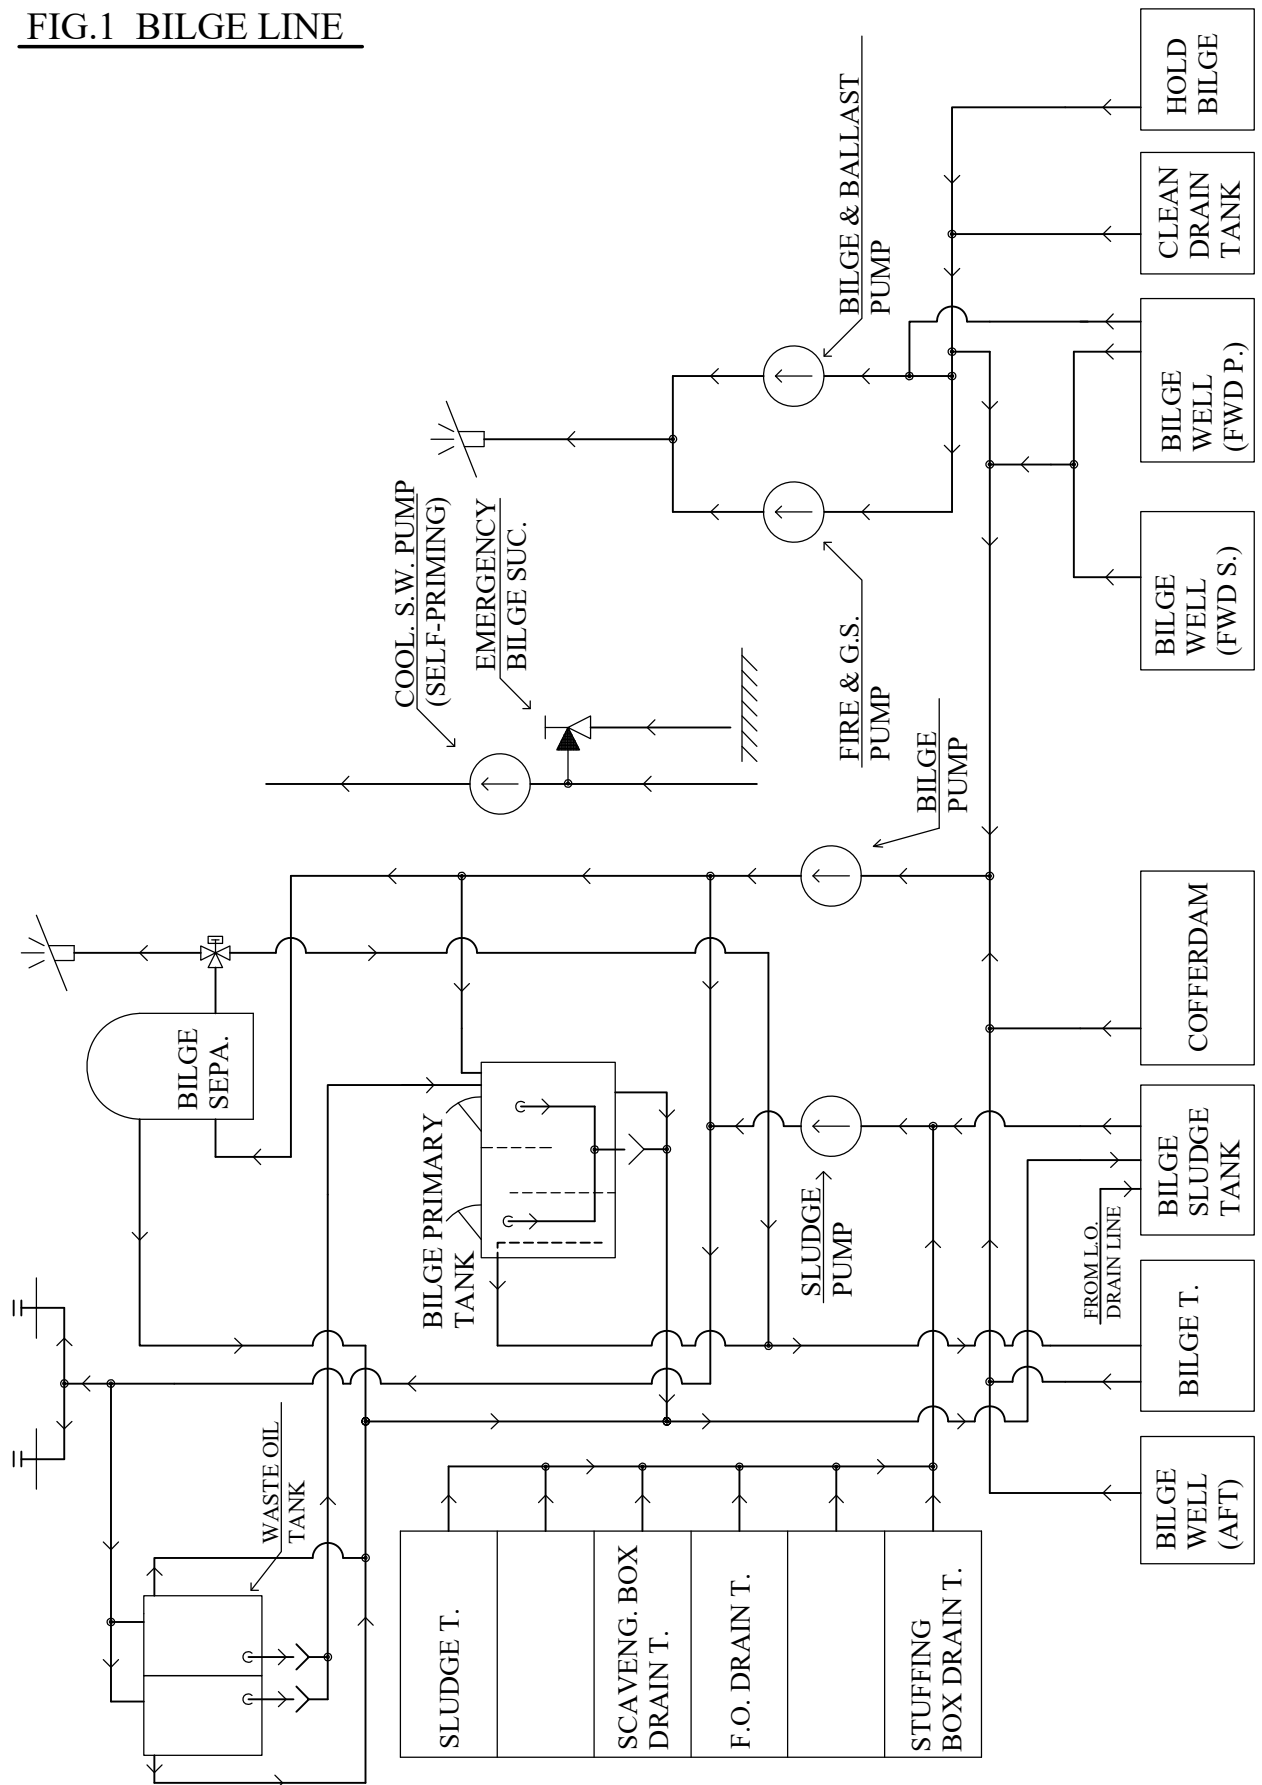 FIG.1 BILGE LINE
HOLD
BILGE
CLEAN
DRAIN
TANK
BILGE
WELL
(FWD P.)
BILGE
WELL
(FWD S.)
BILGE & BALLAST
PUMP
FIRE & G.S.
PUMP
COOL. S.W. PUMP
(SELF-PRIMING)
EMERGENCY
BILGE SUC.
BILGE
PUMP
COFFERDAM
BILGE
SEPA.
BILGE PRIMARY
TANK
SLUDGE
PUMP
BILGE
SLUDGE
TANK
FROM L.O.
DRAIN LINE
BILGE T.
BILGE
WELL
(AFT)
WASTE OIL
TANK
SLUDGE T.
SCAVENG. BOX
DRAIN T.
F.O. DRAIN T.
STUFFING
BOX DRAIN T.